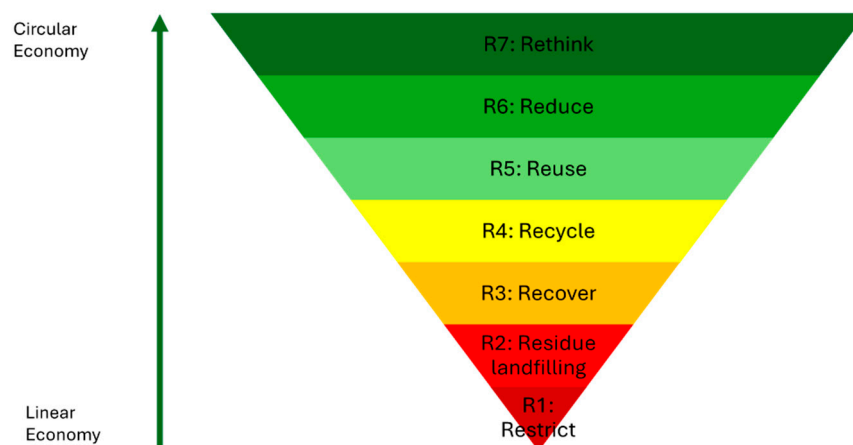 Circular
Economy
R7: Rethink
R6: Reduce
R5: Reuse
R4: Recycle
R3: Recover
R2: Residue
landfilling
R1:
Restrict
Linear
Economy